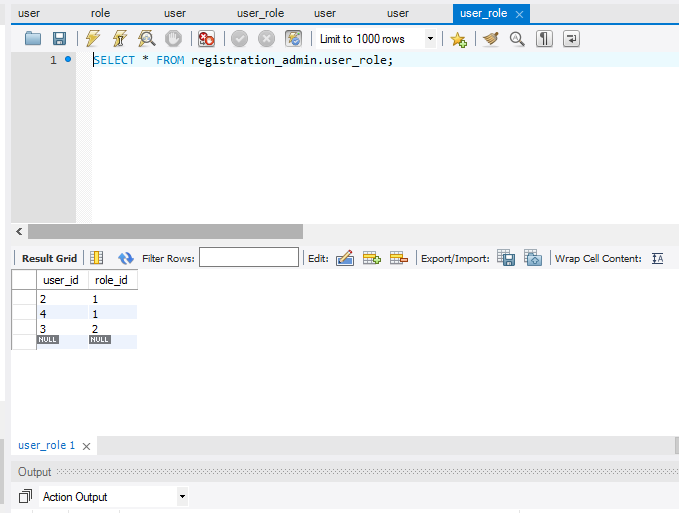 user role user user_role user user user_role
Limit to 1000 rows
1 SELECT * FROM registration_admin.user_role;
Result Grid Filter Rows: Edit: Export/Import: Wrap Cell Content: IA
user_id role_id
2 1
4 1
3 2
NULL NULL
user_role 1
Output
Action Output